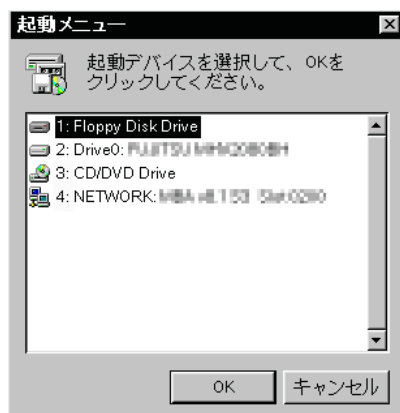 起動メニュー
起動デバイスを選択して、OKを
クリックしてください。
1: Floppy Disk Drive
2: Drive0:
3: CD/DVD Drive
4: NETWORK:
OK
キャンセル